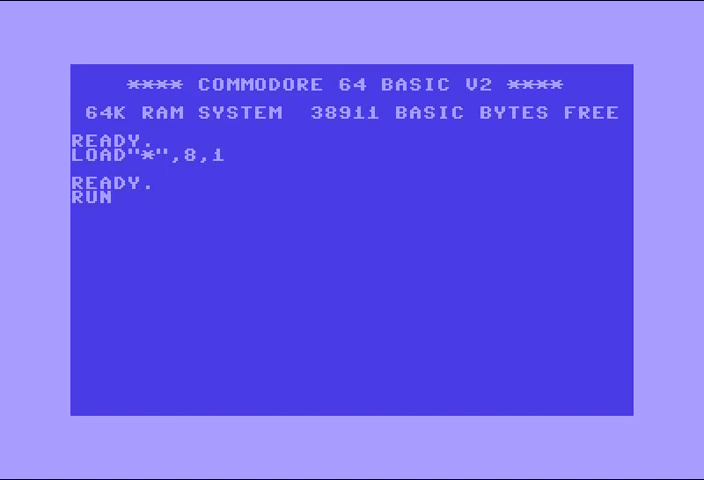 **** COMMODORE 64 BASIC V2 ****
64K RAM SYSTEM  38911 BASIC BYTES FREE
READY.
LOAD"*",8,1
READY.
RUN